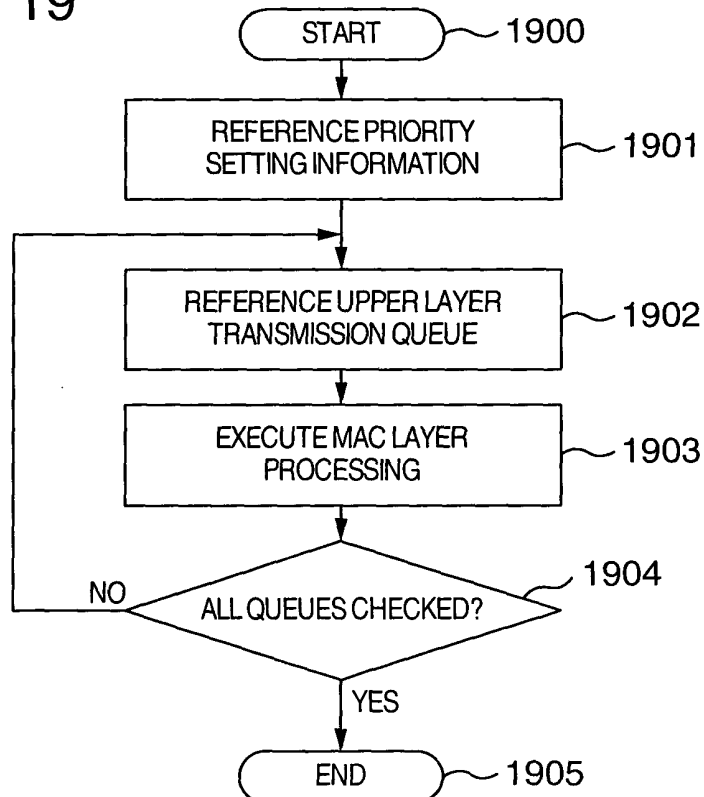 19
START
1900
REFERENCE PRIORITY
SETTING INFORMATION
1901
REFERENCE UPPER LAYER
TRANSMISSION QUEUE
1902
EXECUTE MAC LAYER
PROCESSING
1903
1904
NO
ALL QUEUES CHECKED?
YES
END
1905